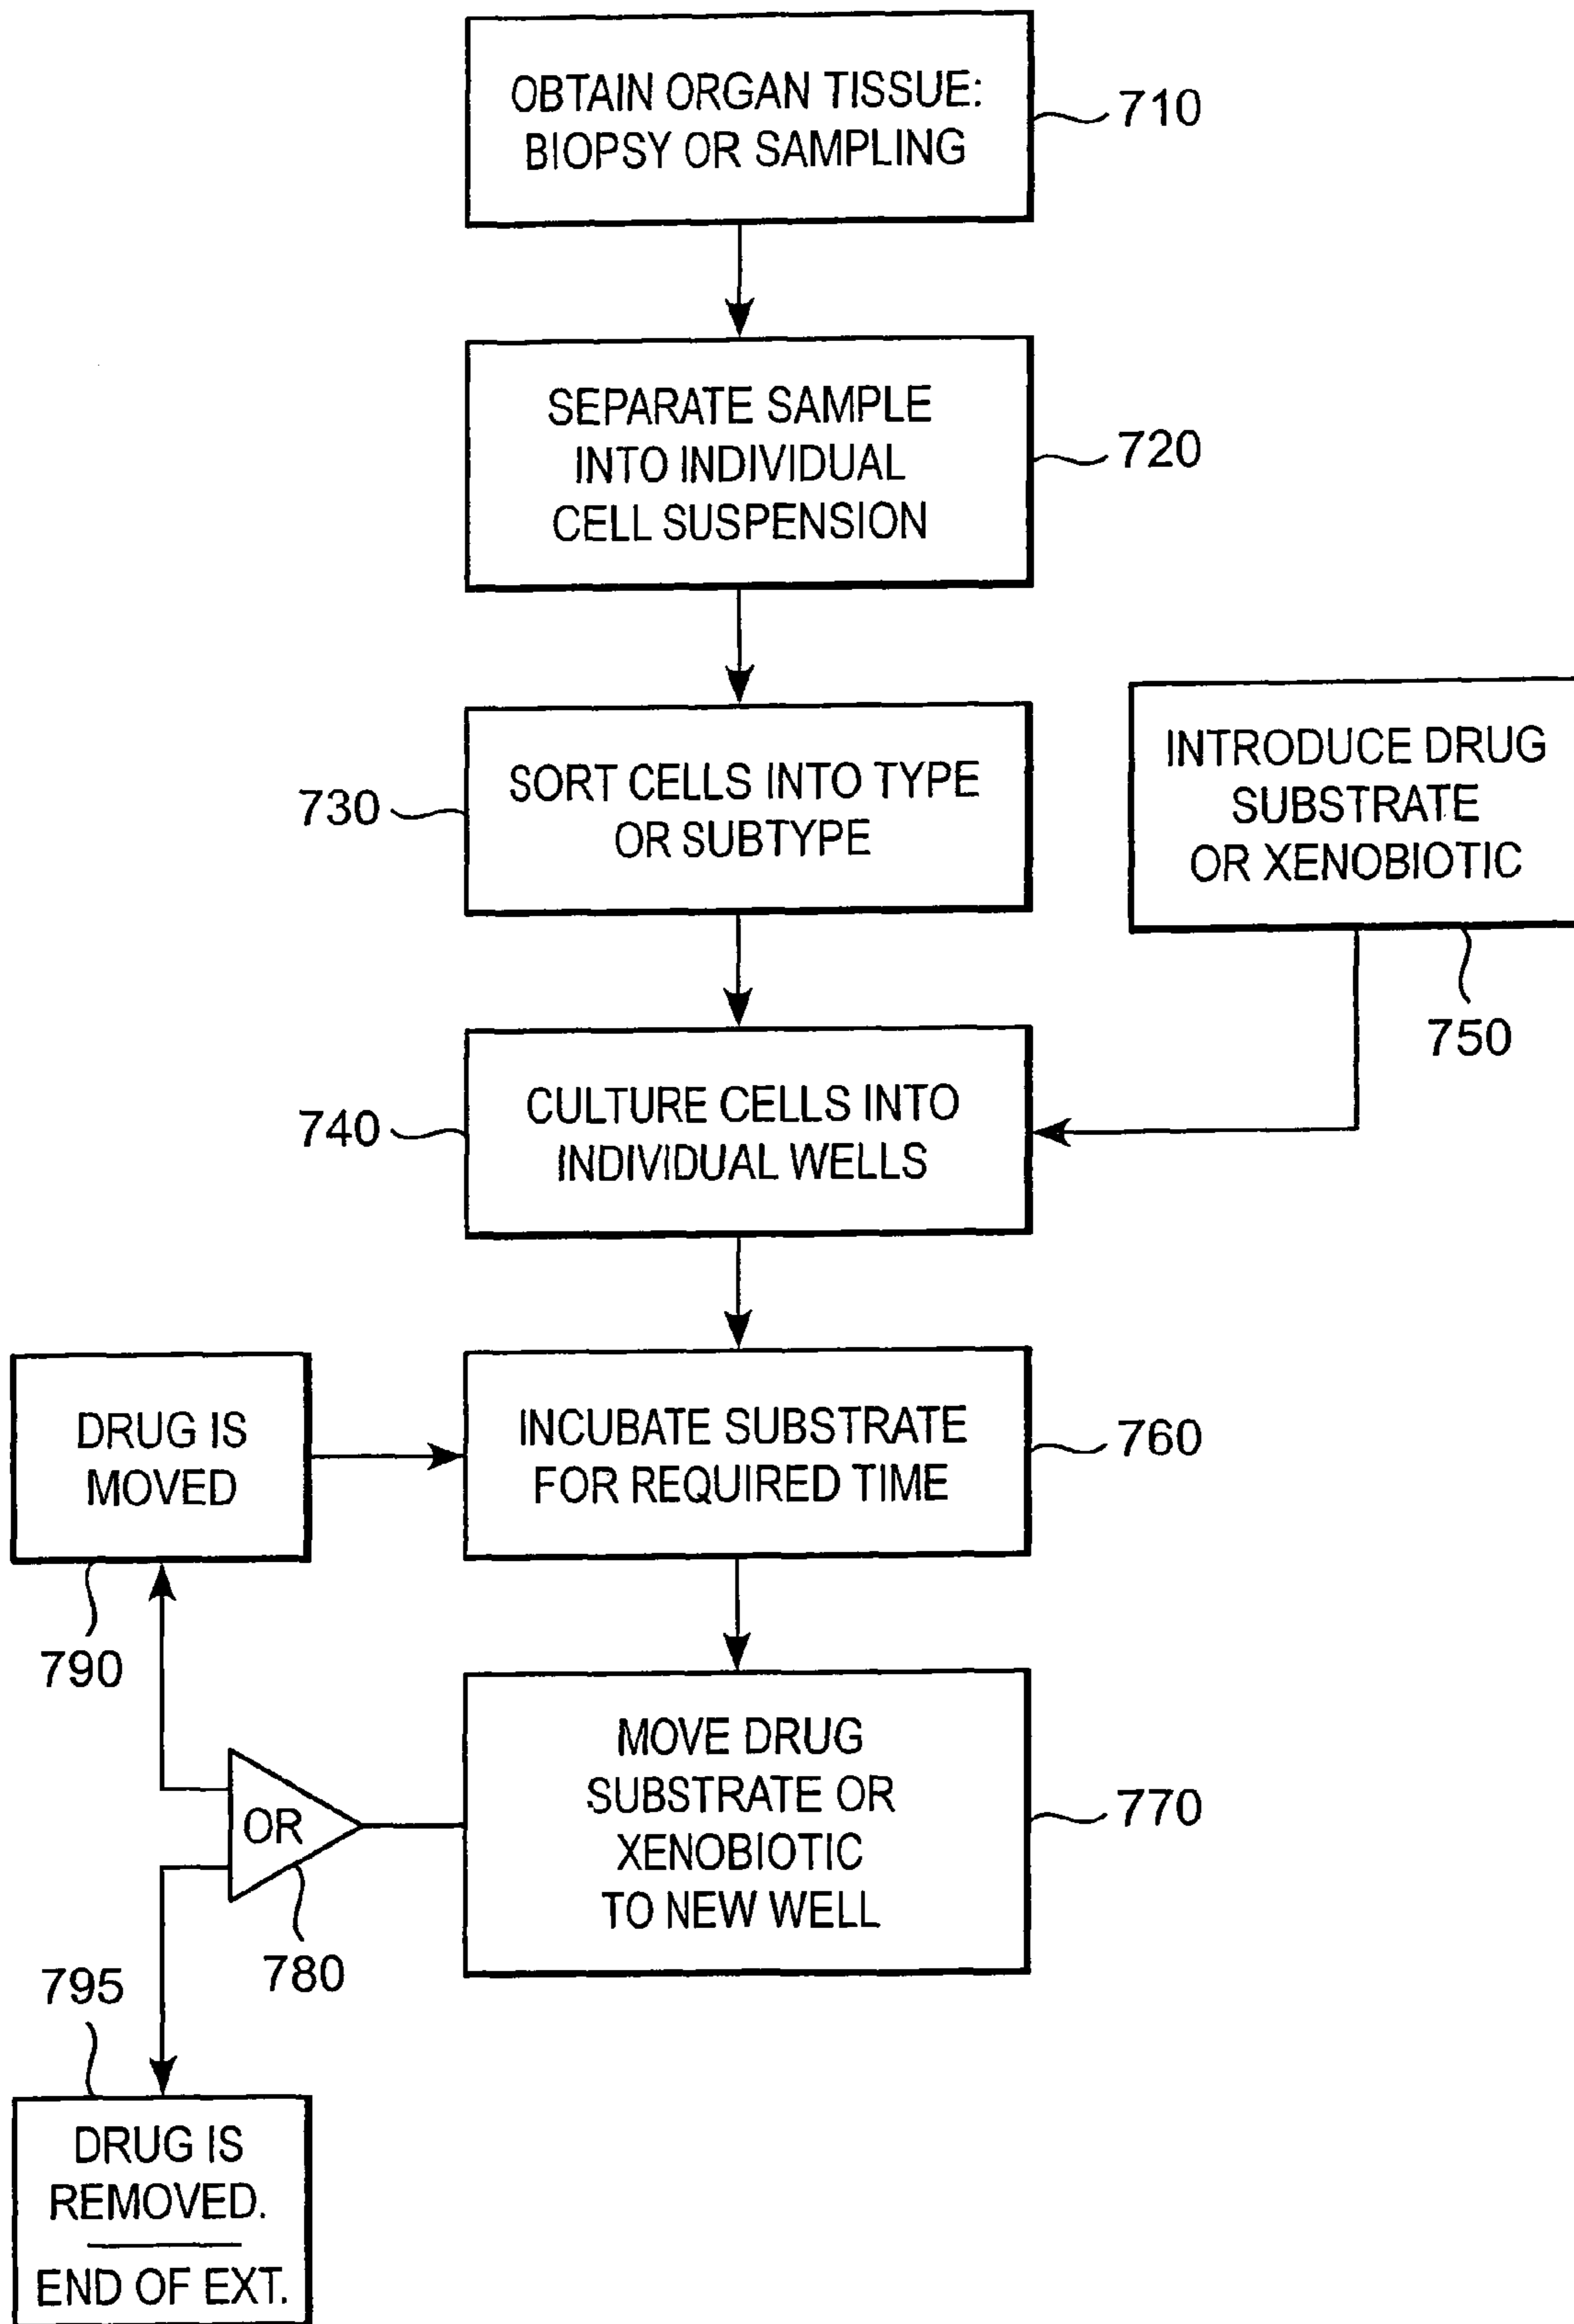 OBTAIN ORGAN TISSUE:
BIOPSY OR SAMPLING
710
SEPARATE SAMPLE
INTO INDIVIDUAL
CELL SUSPENSION
720
730
SORT CELLS INTO TYPE
OR SUBTYPE
INTRODUCE DRUG
SUBSTRATE
OR XENOBIOTIC
750
740
CULTURE CELLS INTO
INDIVIDUAL WELLS
DRUG IS
MOVED
790
INCUBATE SUBSTRATE
FOR REQUIRED TIME
760
MOVE DRUG
SUBSTRATE OR
XENOBIOTIC
TO NEW WELL
770
OR
780
795
DRUG IS
REMOVED.
END OF EXT.